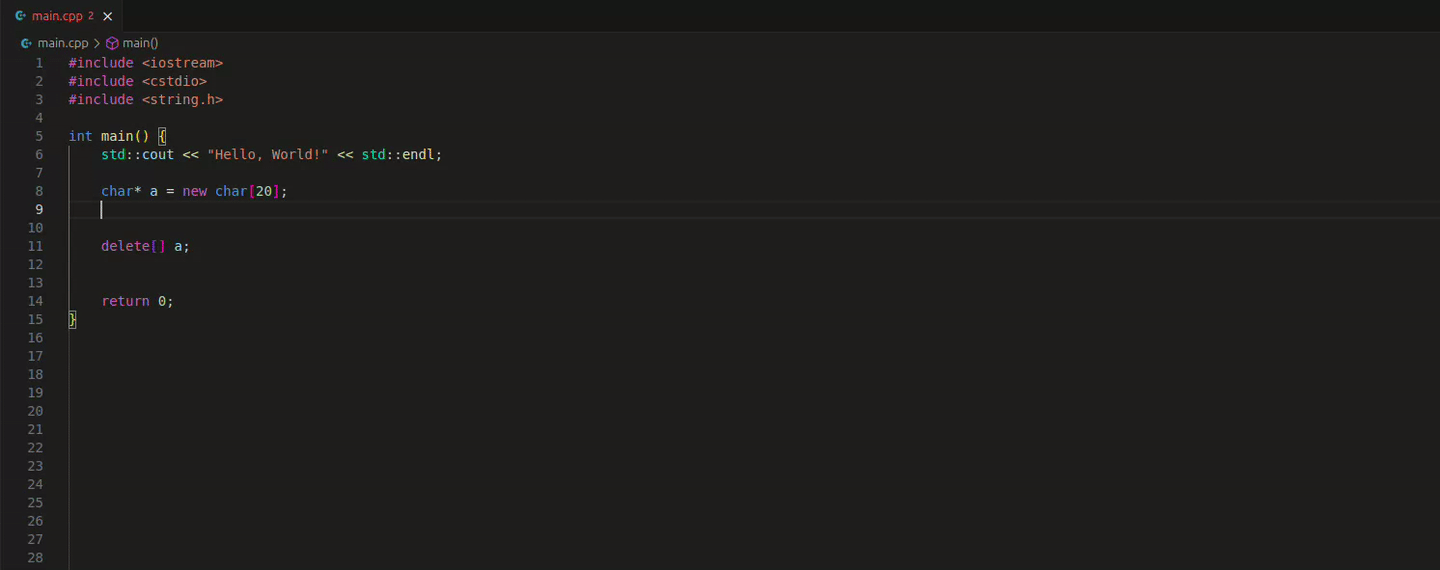 main.cpp 2
main.cpp > main()
1 #include <iostream>
2 #include <cstdio>
3 #include <string.h>
4
5 int main() {
6     std::cout << "Hello, World!" << std::endl;
7
8     char* a = new char[20];
9
10
11     delete[] a;
12
13
14     return 0;
15 }
16
17
18
19
20
21
22
23
24
25
26
27
28